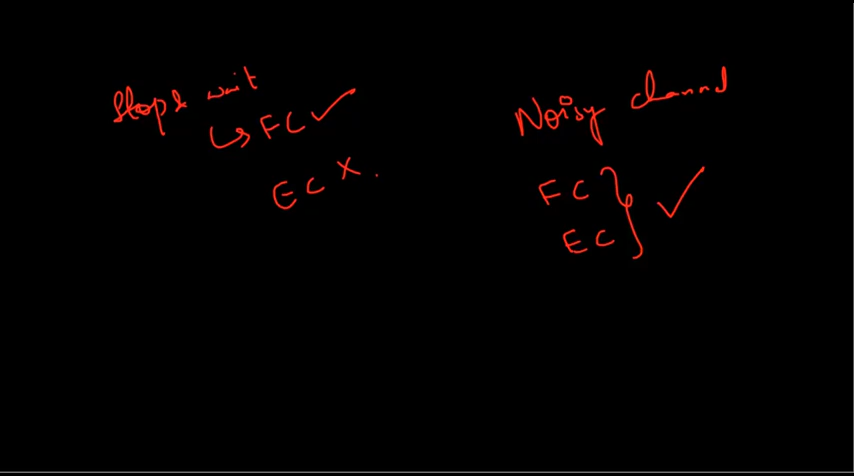 Stop & wait
↳ FC ✓
EC ✗.
Noisy channel
FC
EC } ✓